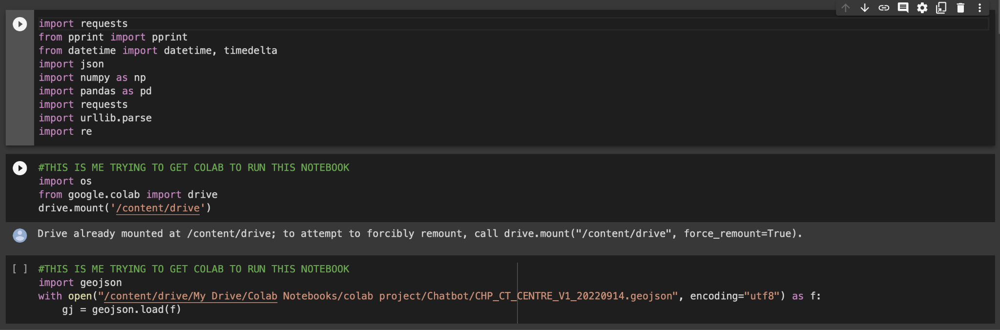 import requests
from pprint import pprint
from datetime import datetime, timedelta
import json
import numpy as np
import pandas as pd
import requests
import urllib.parse
import re
#THIS IS ME TRYING TO GET COLAB TO RUN THIS NOTEBOOK
import os
from google.colab import drive
drive.mount('/content/drive')
Drive already mounted at /content/drive; to attempt to forcibly remount, call drive.mount("/content/drive", force_remount=True).
[ ] #THIS IS ME TRYING TO GET COLAB TO RUN THIS NOTEBOOK
import geojson
with open("/content/drive/My Drive/Colab Notebooks/colab project/Chatbot/CHP_CT_CENTRE_V1_20220914.geojson", encoding="utf8") as f:
    gj = geojson.load(f)